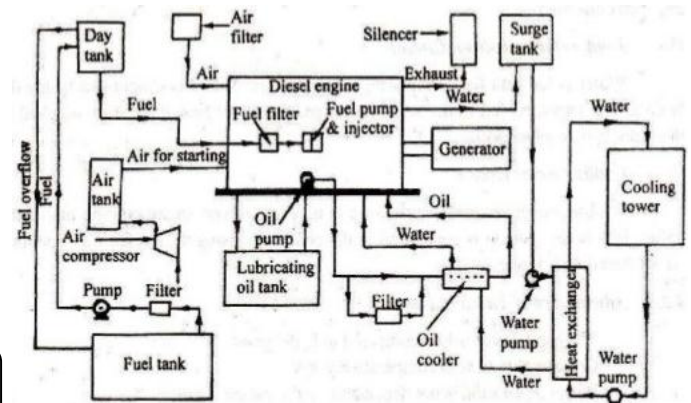 Day
tank
Air
filter
Silencer
Surge
tank
Air
Exhaust
Diesel engine
Water
Fuel
Fuel filter
Fuel pump
& injector
Water
Generator
Air for starting
Fuel overflow
Fuel
Air
tank
Cooling
tower
Oil
Oil
pump
Water
Air
compressor
Lubricating
oil tank
Pump
Filter
Filter
Oil
cooler
Water
pump
Heat exchanger
Fuel tank
Water
Water
pump